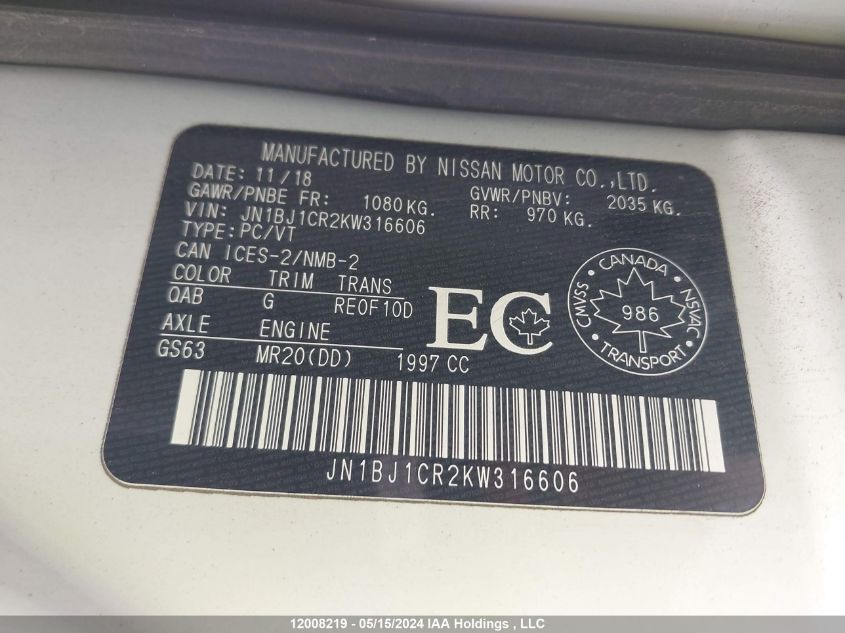 MANUFACTURED BY NISSAN MOTOR CO.,LTD.
DATE: 11/18
GAWR/PNBE FR: 1080 KG. GVWR/PNBV: 2035 KG.
VIN: JN1BJ1CR2KW316606 RR: 970 KG.
TYPE: PC/VT
CAN ICES-2/NMB-2
COLOR TRIM TRANS
QAB G RE0F10D
AXLE ENGINE
GS63 MR20(DD) 1997 CC
EC
CANADA
CMVSS 986 NSVAC
TRANSPORT
JN1BJ1CR2KW316606
12008219 - 05/15/2024 IAA Holdings , LLC